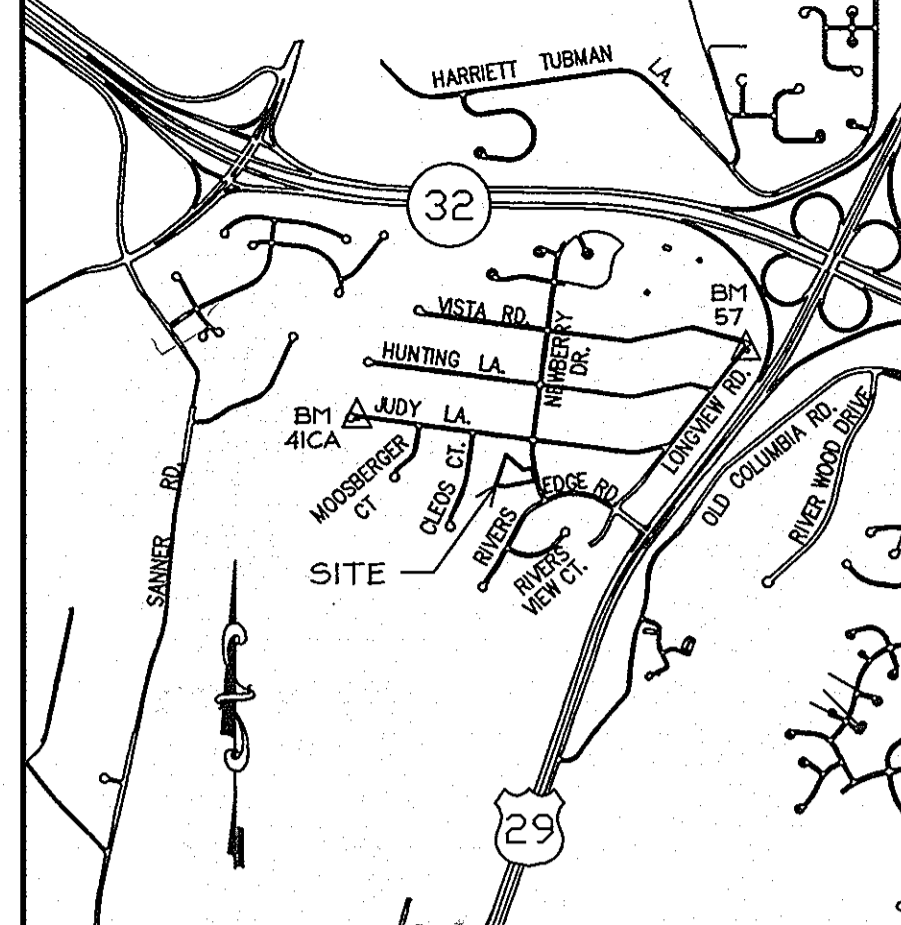 HARRIETT TUBMAN LA.
32
BM
57
VISTA RD.
NEWBERRY
DR.
HUNTING LA.
LONGVIEW RD.
BM
41CA
JUDY LA.
OLD COLUMBIA RD.
RIVER WOOD DRIVE
MOOSBERGER
CT
CLEOS CT.
RIVERS EDGE RD.
SANNER RD.
SITE
RIVERS
VIEW CT.
29